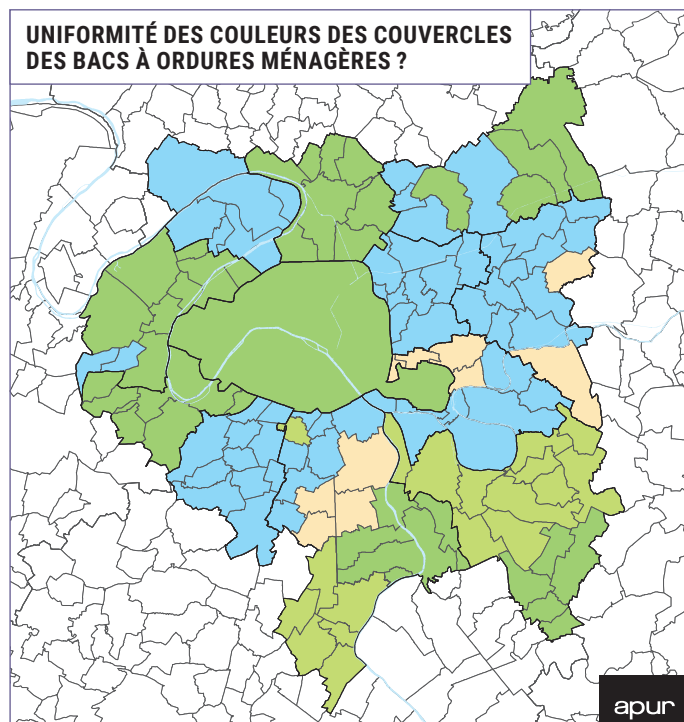 UNIFORMITÉ DES COULEURS DES COUVERCLES
DES BACS À ORDURES MÉNAGÈRES ?
apur